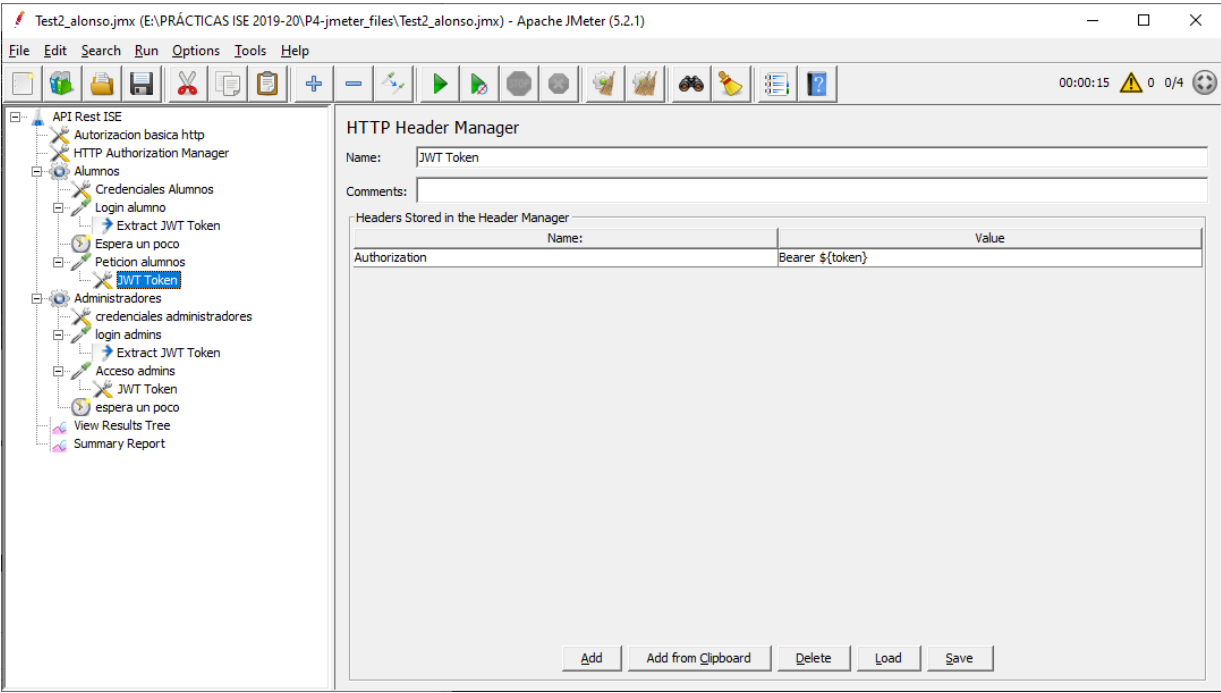 Test2_alonso.jmx (E:\PRÁCTICAS ISE 2019-20\P4-jmeter_files\Test2_alonso.jmx) - Apache JMeter (5.2.1)
File Edit Search Run Options Tools Help
STOP
00:00:15 0 0/4
API Rest ISE
Autorizacion basica http
HTTP Authorization Manager
Alumnos
Credenciales Alumnos
Login alumno
Extract JWT Token
Espera un poco
Peticion alumnos
JWT Token
Administradores
credenciales administradores
login admins
Extract JWT Token
Acceso admins
JWT Token
espera un poco
View Results Tree
Summary Report
HTTP Header Manager
Name: JWT Token
Comments:
Headers Stored in the Header Manager
Name: Value
Authorization Bearer ${token}
Add Add from Clipboard Delete Load Save